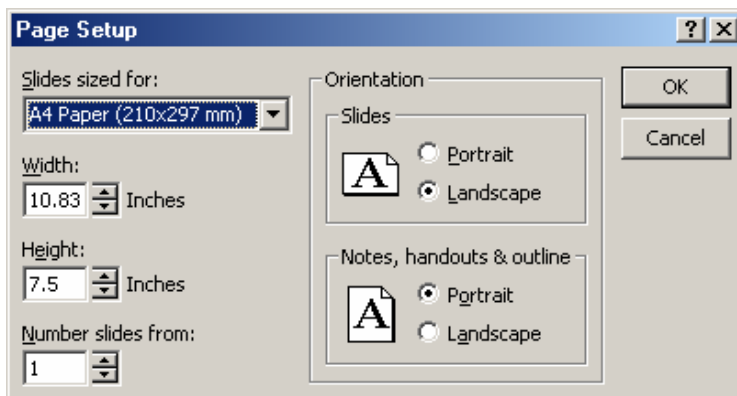 Page Setup
Slides sized for:
A4 Paper (210x297 mm)
Width:
10.83 Inches
Height:
7.5 Inches
Number slides from:
1
Orientation
Slides
A
Portrait
Landscape
Notes, handouts & outline
A
Portrait
Landscape
OK
Cancel